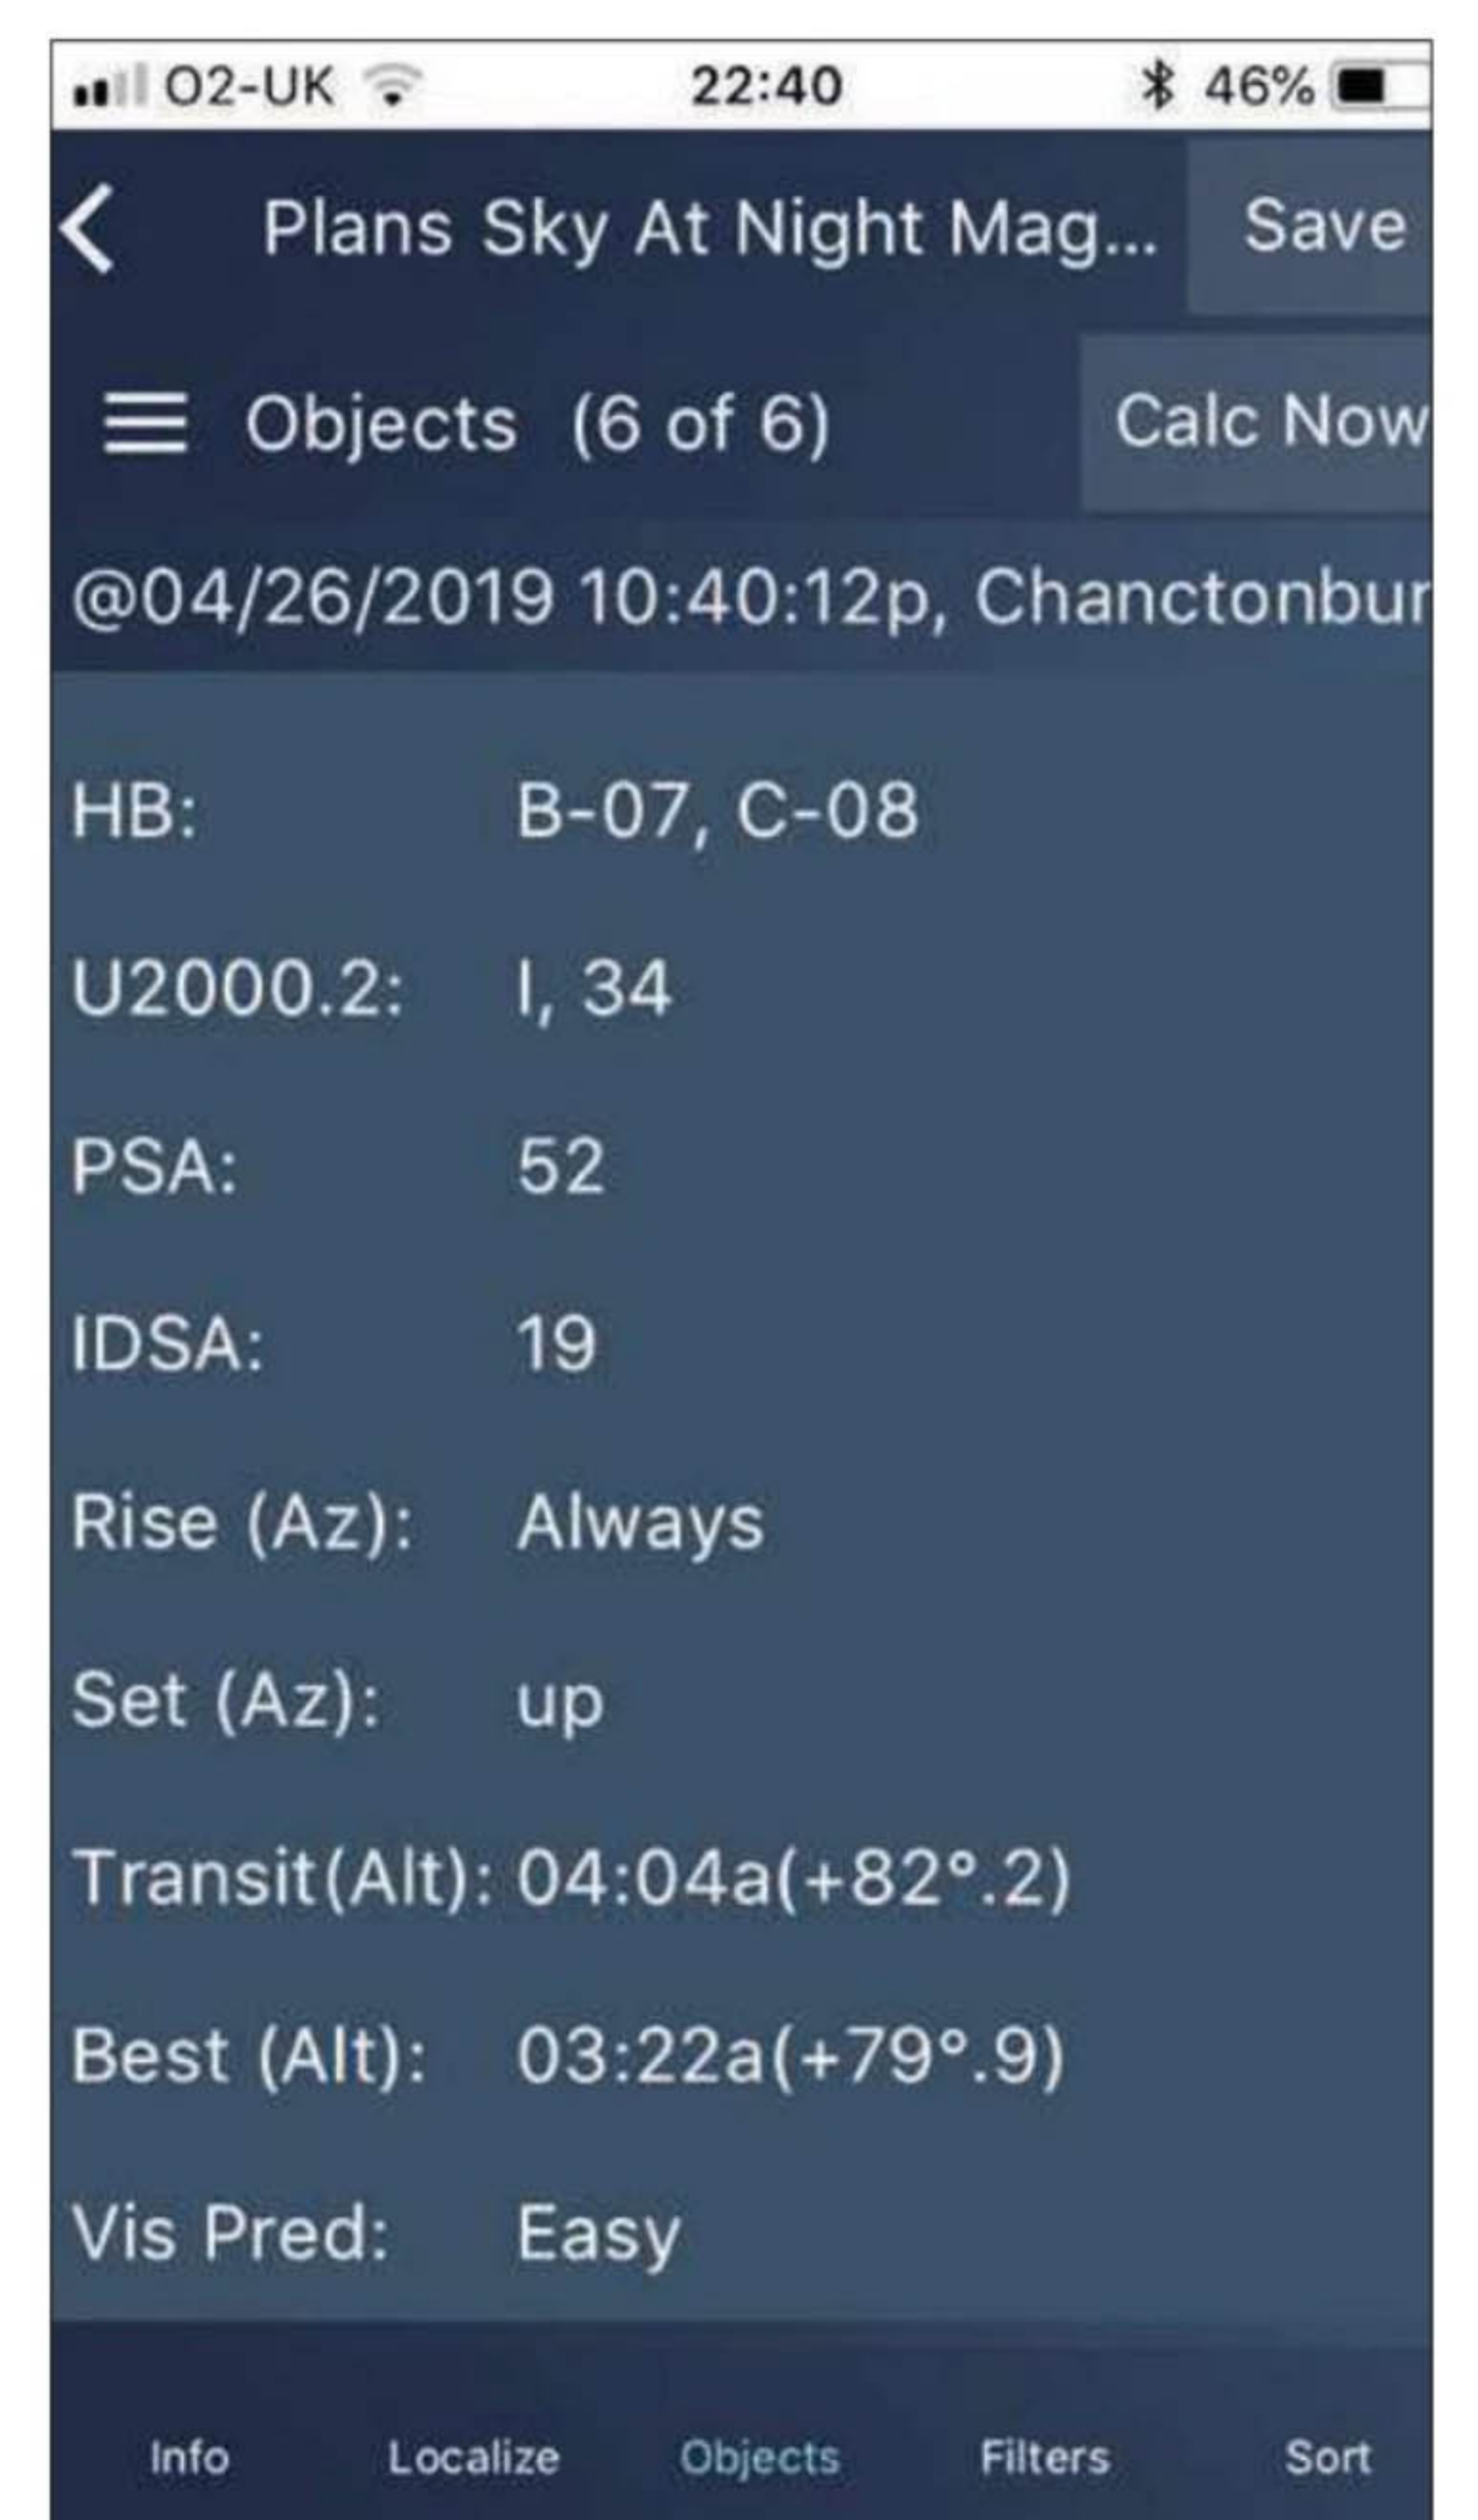 O2-UK 22:40 46%
Plans Sky At Night Mag... Save
Objects (6 of 6) Calc Now
@04/26/2019 10:40:12p, Chanctonbur
HB: B-07, C-08
U2000.2: I, 34
PSA: 52
IDSA: 19
Rise (Az): Always
Set (Az): up
Transit(Alt): 04:04a(+82°.2)
Best (Alt): 03:22a(+79°.9)
Vis Pred: Easy
Info Localize Objects Filters Sort